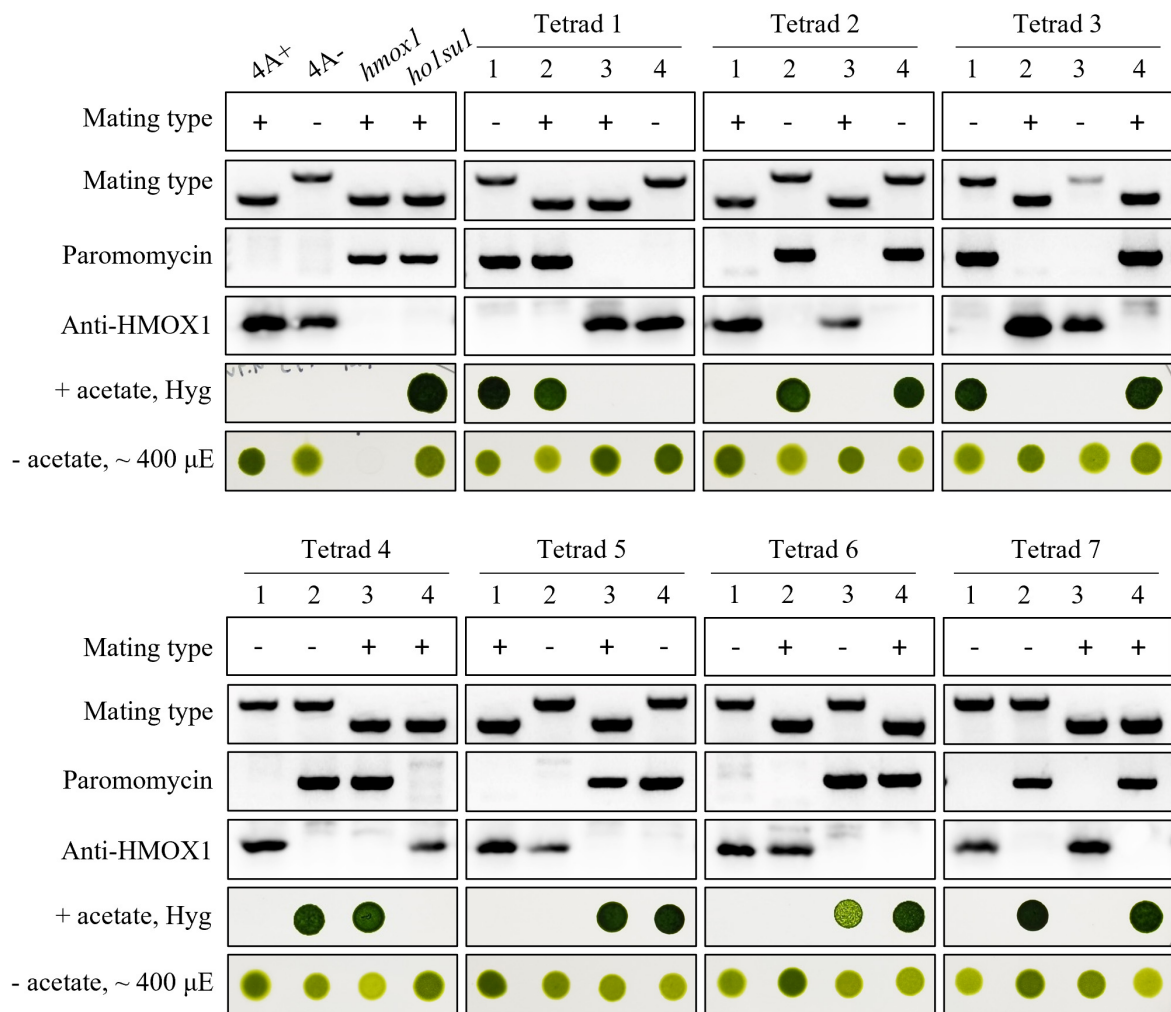 4A+ 4A- hmox1 ho1su1 Tetrad 1 Tetrad 2 Tetrad 3
1 2 3 4 1 2 3 4 1 2 3 4
Mating type + - + + - + + - + - + - - + - +
Mating type
Paromomycin
Anti-HMOX1
+ acetate, Hyg
- acetate, ~ 400 µE
Tetrad 4 Tetrad 5 Tetrad 6 Tetrad 7
1 2 3 4 1 2 3 4 1 2 3 4 1 2 3 4
Mating type - - + + + - + - - + - + - - + +
Mating type
Paromomycin
Anti-HMOX1
+ acetate, Hyg
- acetate, ~ 400 µE